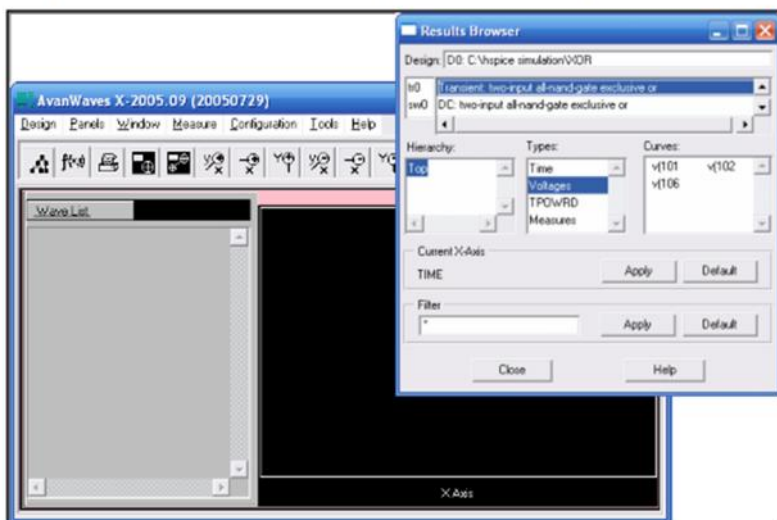 Results Browser
Design: D0: C:\hspice simulation\XOR
tr0 Transient: two-input all-nand-gate exclusive or
sw0 DC: two-input all-nand-gate exclusive or
Hierarchy: Types: Curves:
Top
Time
Voltages
TPOWRD
Measures
v(101 v(102
v(106
Current X-Axis
TIME Apply Default
Filter
* Apply Default
Close Help
AvanWaves X-2005.09 (20050729)
Design Panels Window Measure Configuration Tools Help
Wave List
X Axis